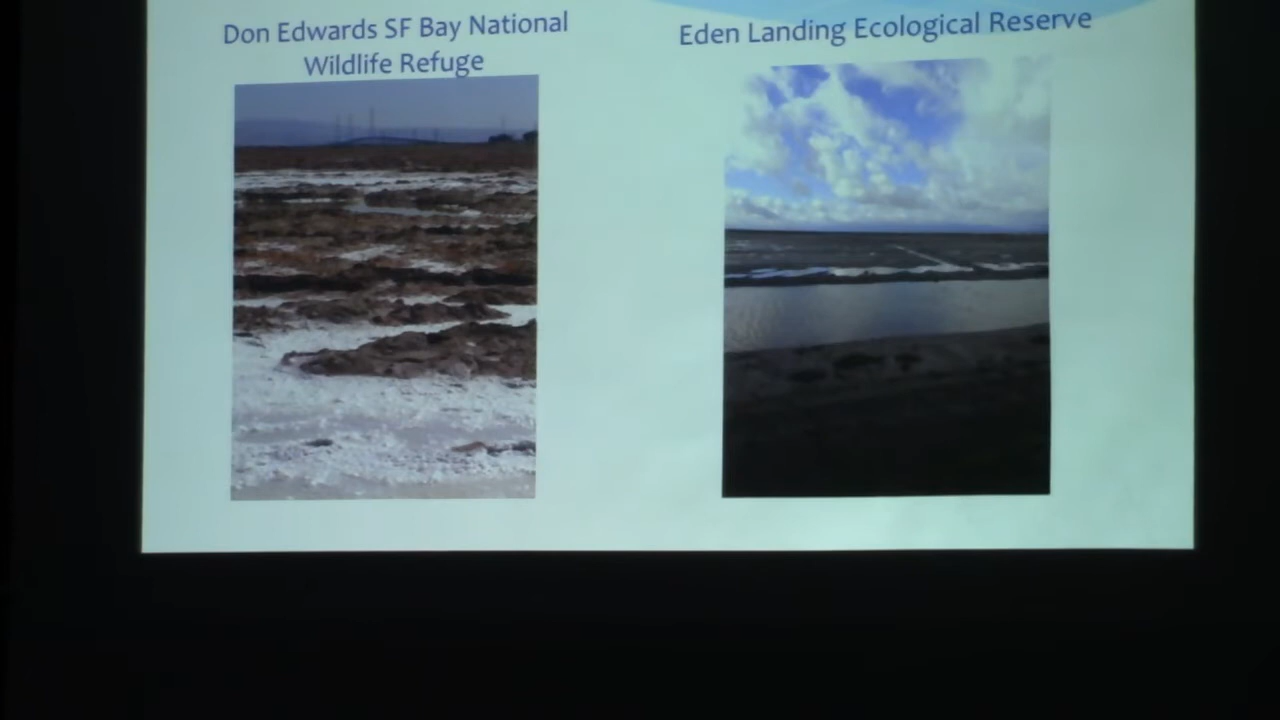 Don Edwards SF Bay National
Wildlife Refuge
Eden Landing Ecological Reserve